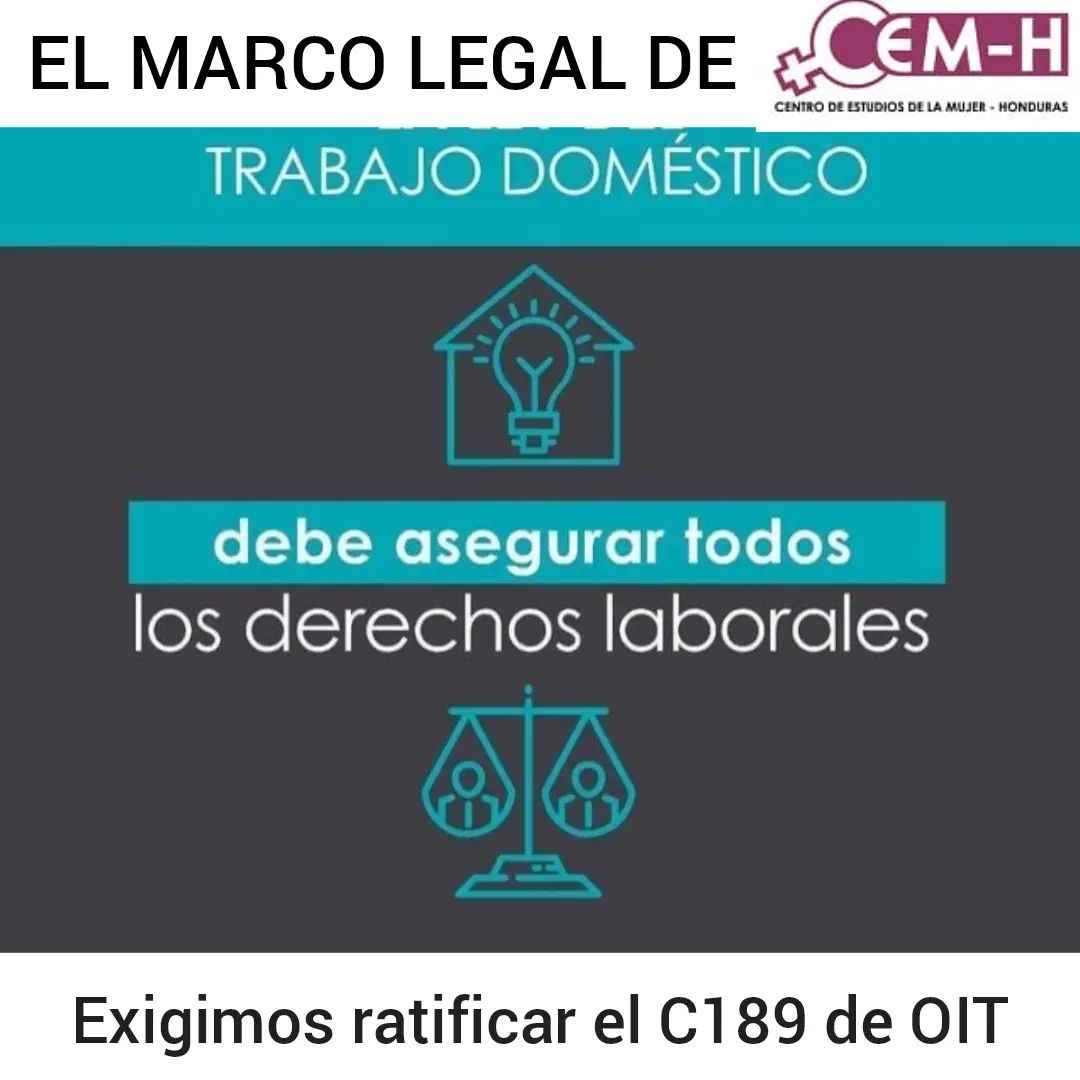 EL MARCO LEGAL DE
CEM-H
CENTRO DE ESTUDIOS DE LA MUJER - HONDURAS
TRABAJO DOMÉSTICO
debe asegurar todos
los derechos laborales
Exigimos ratificar el C189 de OIT